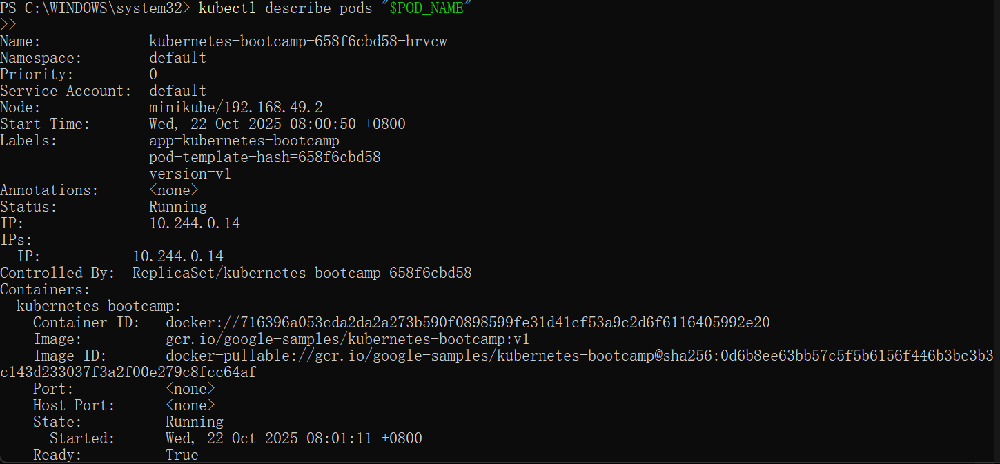 PS C:\WINDOWS\system32> kubectl describe pods "$POD_NAME"
>>
Name:             kubernetes-bootcamp-658f6cbd58-hrvcw
Namespace:        default
Priority:         0
Service Account:  default
Node:             minikube/192.168.49.2
Start Time:       Wed, 22 Oct 2025 08:00:50 +0800
Labels:           app=kubernetes-bootcamp
                  pod-template-hash=658f6cbd58
                  version=v1
Annotations:      <none>
Status:           Running
IP:               10.244.0.14
IPs:
  IP:           10.244.0.14
Controlled By:  ReplicaSet/kubernetes-bootcamp-658f6cbd58
Containers:
  kubernetes-bootcamp:
    Container ID:   docker://716396a053cda2da2a273b590f0898599fe31d41cf53a9c2d6f6116405992e20
    Image:          gcr.io/google-samples/kubernetes-bootcamp:v1
    Image ID:       docker-pullable://gcr.io/google-samples/kubernetes-bootcamp@sha256:0d6b8ee63bb57c5f5b6156f446b3bc3b3
c143d233037f3a2f00e279c8fcc64af
    Port:           <none>
    Host Port:      <none>
    State:          Running
      Started:      Wed, 22 Oct 2025 08:01:11 +0800
    Ready:          True